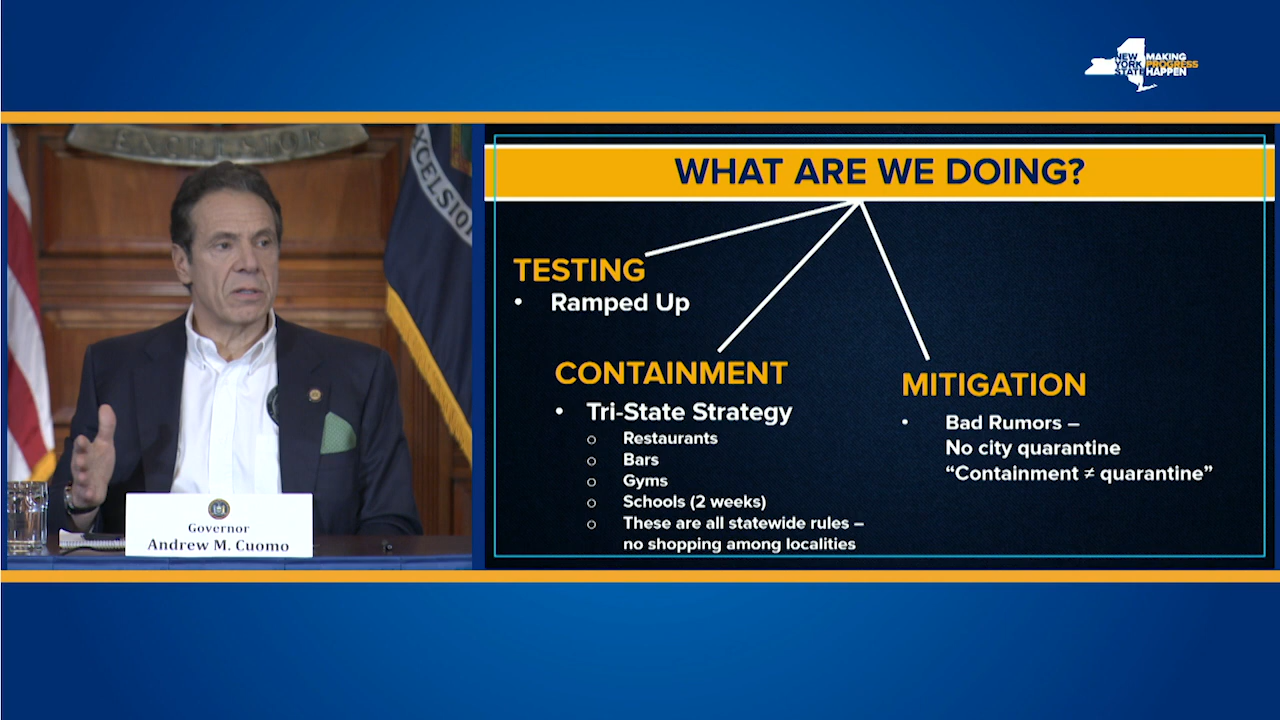 NEW
YORK
STATE
MAKING
PROGRESS
HAPPEN
EXCELSIOR
EXCELSIOR
WHAT ARE WE DOING?
TESTING
• Ramped Up
CONTAINMENT
• Tri-State Strategy
o Restaurants
o Bars
o Gyms
o Schools (2 weeks)
o These are all statewide rules –
no shopping among localities
MITIGATION
• Bad Rumors –
No city quarantine
“Containment ≠ quarantine”
Governor
Andrew M. Cuomo